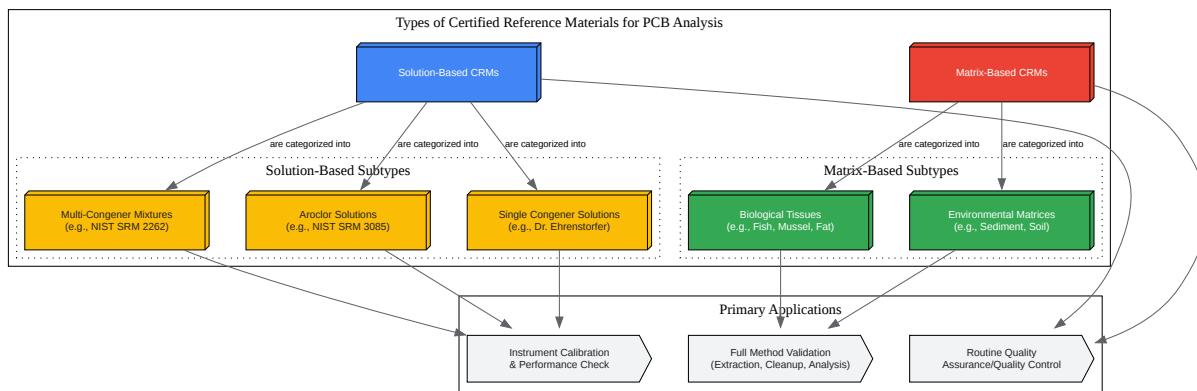 Types of Certified Reference Materials for PCB Analysis
Solution-Based CRMs
Matrix-Based CRMs
are categorized into
are categorized into
are categorized into
are categorized into
are categorized into
Solution-Based Subtypes
Matrix-Based Subtypes
Multi-Congener Mixtures
(e.g., NIST SRM 2262)
Aroclor Solutions
(e.g., NIST SRM 3085)
Single Congener Solutions
(e.g., Dr. Ehrenstorfer)
Biological Tissues
(e.g., Fish, Mussel, Fat)
Environmental Matrices
(e.g., Sediment, Soil)
Primary Applications
Instrument Calibration
& Performance Check
Full Method Validation
(Extraction, Cleanup, Analysis)
Routine Quality
Assurance/Quality Control